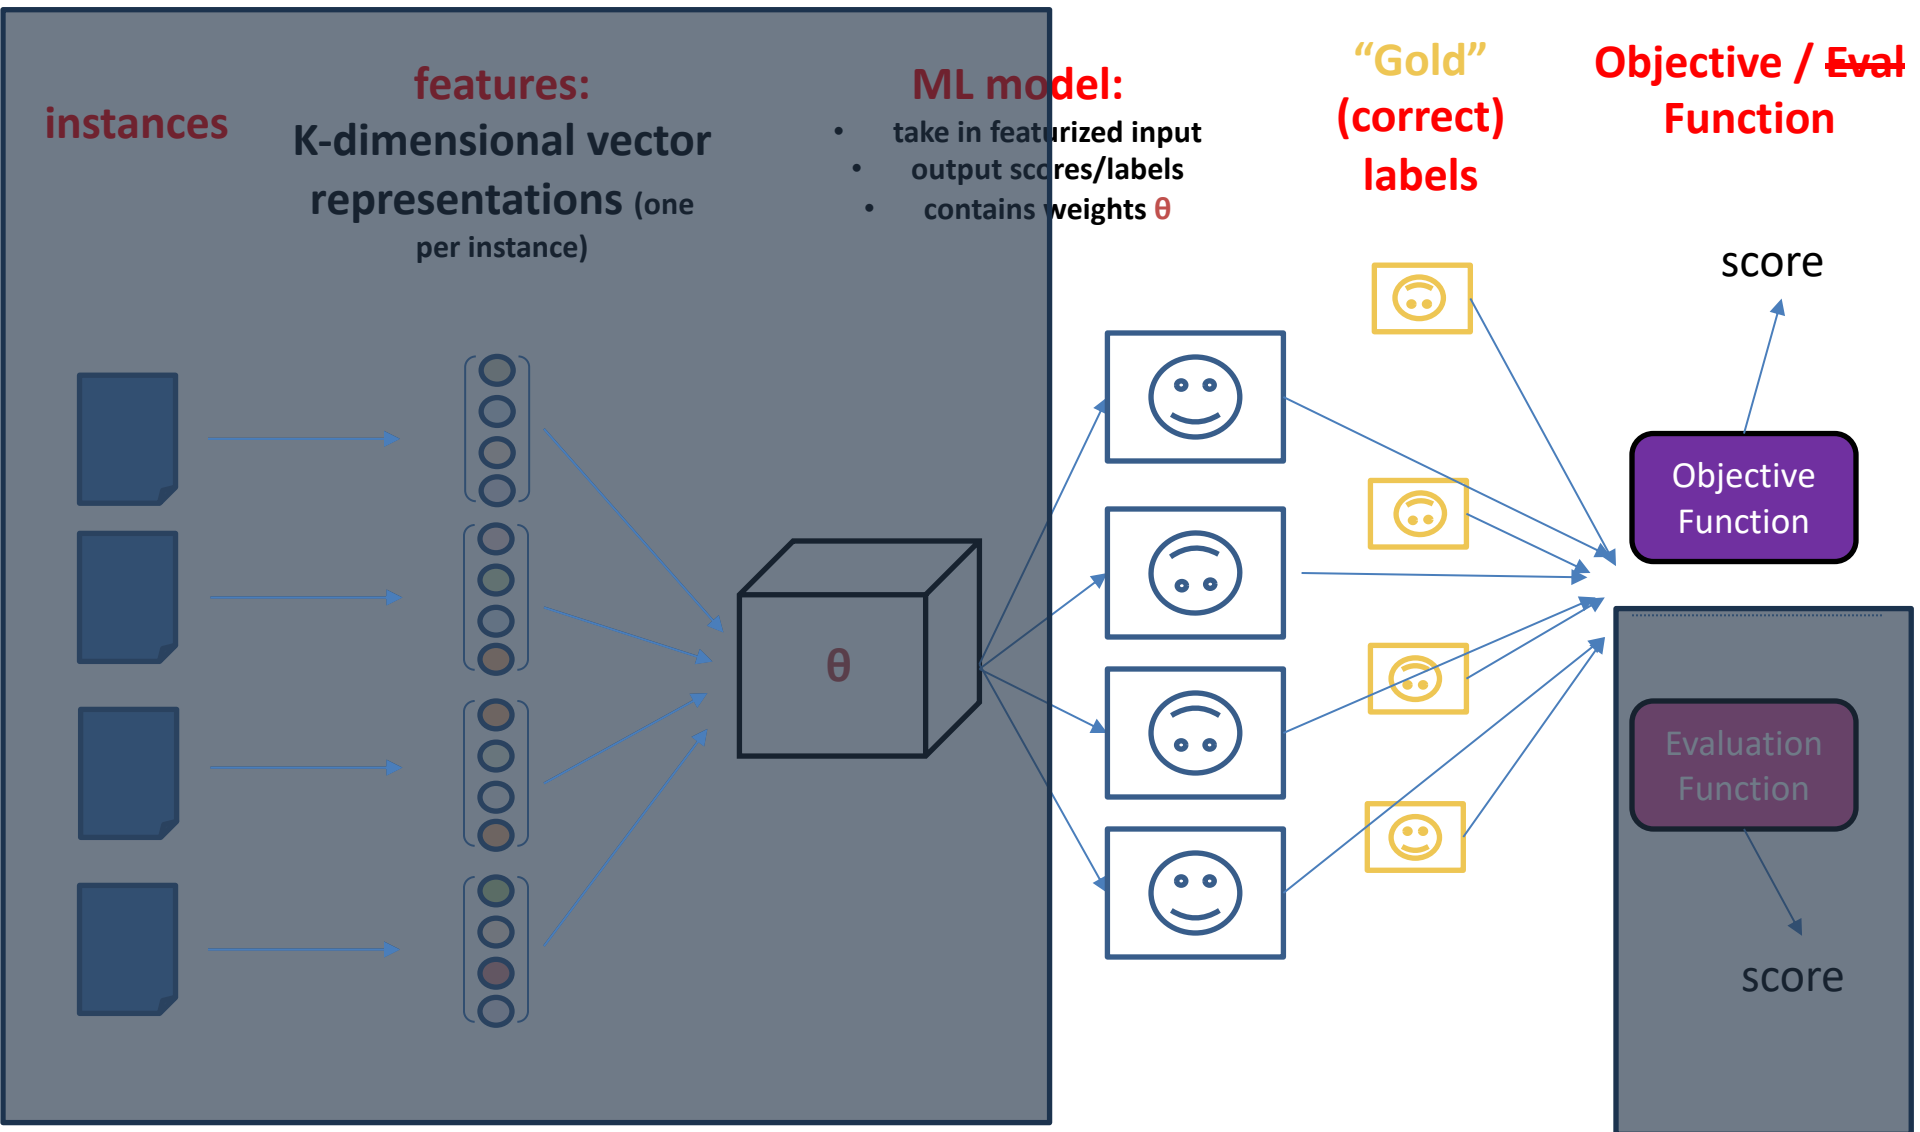 instances
features:
K-dimensional vector
representations (one
per instance)
ML model:
• take in featurized input
• output scores/labels
• contains weights θ
“Gold”
(correct)
labels
Objective / Eval
Function
score
Objective
Function
θ
Evaluation
Function
score